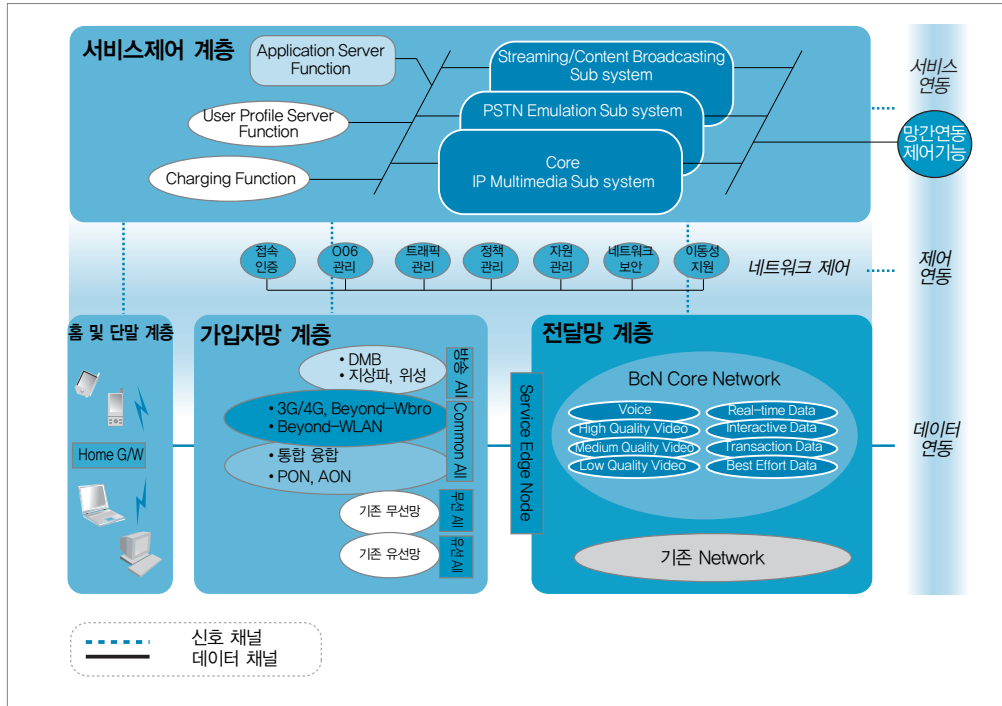 서비스제어 계층
Application Server
Function
User Profile Server
Function
Charging Function
Streaming/Content Broadcasting
Sub system
PSTN Emulation Sub system
Core
IP Multimedia Sub system
서비스
연동
망간연동
제어기능
접속
인증
O06
관리
트래픽
관리
정책
관리
자원
관리
네트워크
보안
이동성
지원
네트워크 제어
제어
연동
홈 및 단말 계층
Home G/W
가입자망 계층
• DMB
• 지상파, 위성
• 3G/4G, Beyond-Wbro
• Beyond-WLAN
• 통합 융합
• PON, AON
기존 무선망
기존 유선망
방송 All
Common All
무선 All
유선 All
전달망 계층
Service Edge Node
BcN Core Network
Voice
Real-time Data
High Quality Video
Interactive Data
Medium Quality Video
Transaction Data
Low Quality Video
Best Effort Data
기존 Network
데이터
연동
신호 채널
데이터 채널